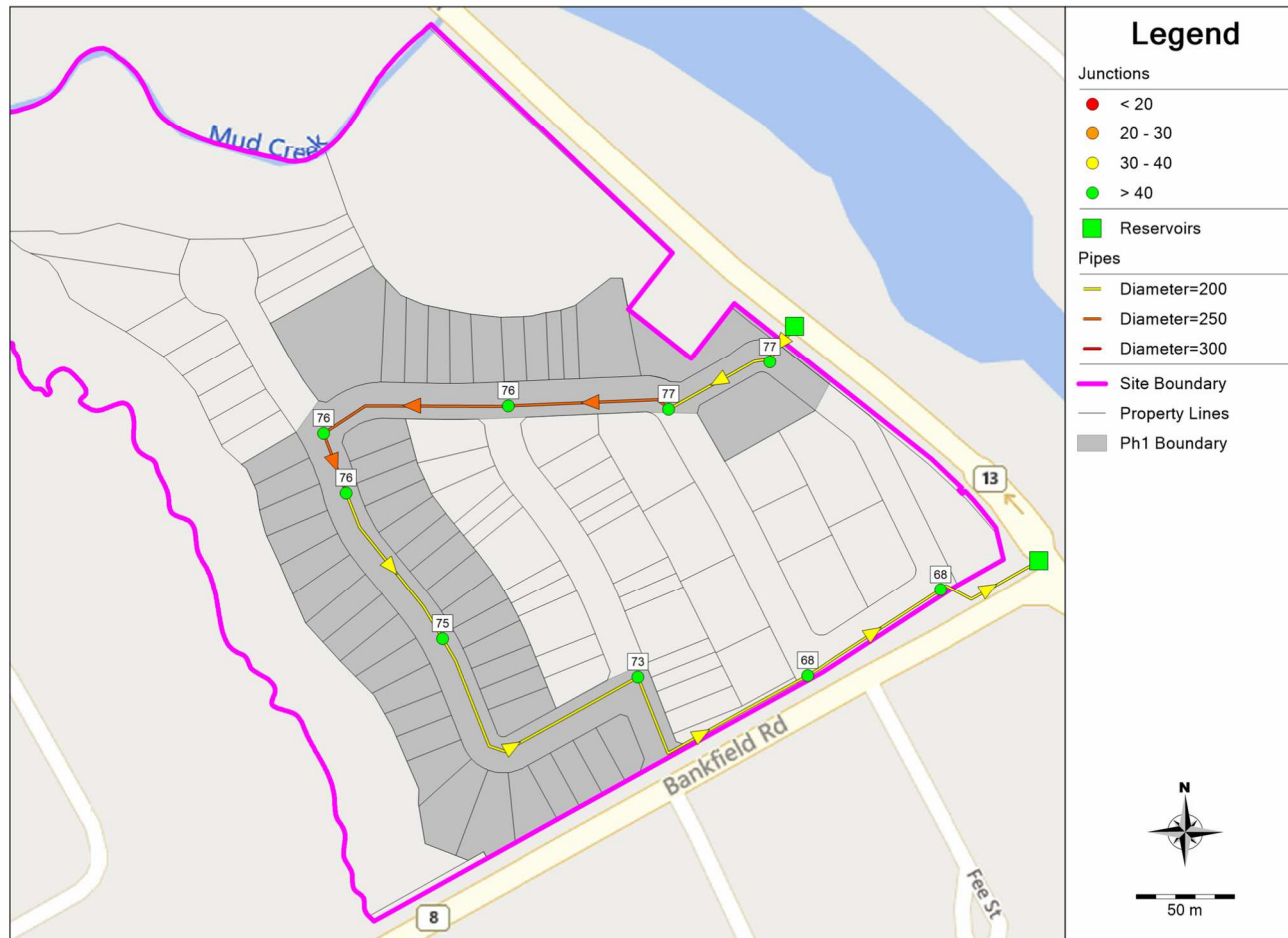 Mud Creek
77
77
76
76
76
75
73
68
68
13
Bankfield Rd
Fee St
8
Legend
Junctions
< 20
20 - 30
30 - 40
> 40
Reservoirs
Pipes
Diameter=200
Diameter=250
Diameter=300
Site Boundary
Property Lines
Ph1 Boundary
N
50 m